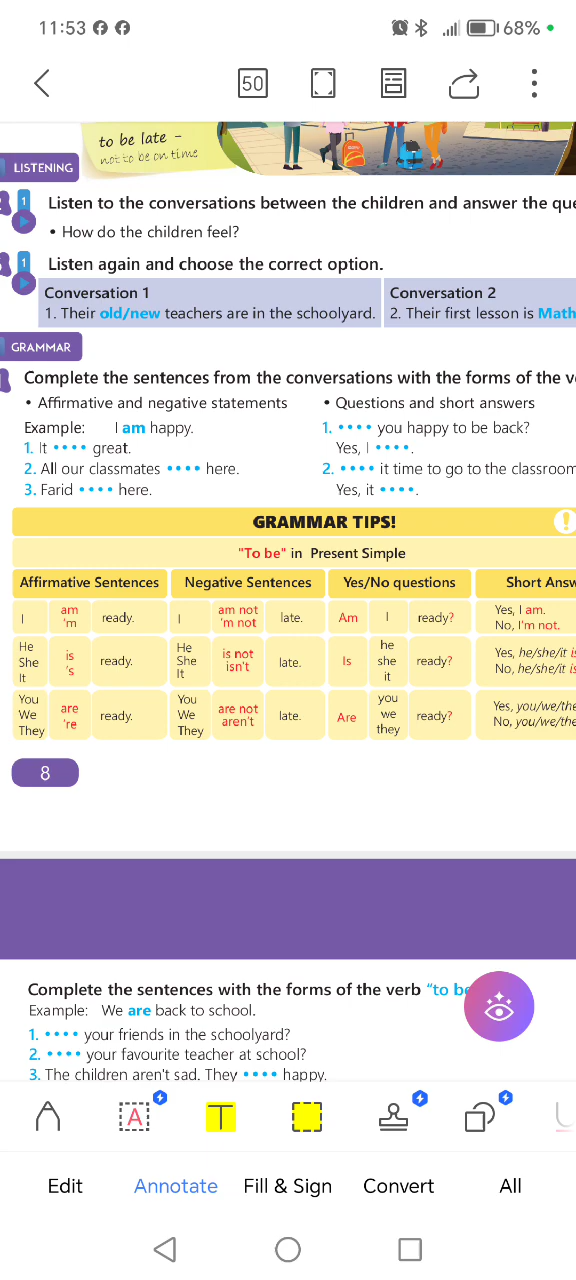 11:53
68%
50
to be late –
not to be on time
LISTENING
1 Listen to the conversations between the children and answer the que
• How do the children feel?
1 Listen again and choose the correct option.
Conversation 1
1. Their old/new teachers are in the schoolyard.
Conversation 2
2. Their first lesson is Math
GRAMMAR
Complete the sentences from the conversations with the forms of the v
• Affirmative and negative statements
Example: I am happy.
1. It •••• great.
2. All our classmates •••• here.
3. Farid •••• here.
• Questions and short answers
1. •••• you happy to be back?
Yes, I ••••.
2. •••• it time to go to the classroom
Yes, it ••••.
GRAMMAR TIPS!
!
"To be" in Present Simple
Affirmative Sentences Negative Sentences Yes/No questions Short Answ
I am 'm ready. I am not 'm not late. Am I ready? Yes, I am.
No, I'm not.
He She It is 's ready. He She It is not isn't late. Is he she it ready? Yes, he/she/it is
No, he/she/it is
You We They are 're ready. You We They are not aren't late. Are you we they ready? Yes, you/we/the
No, you/we/the
8
Complete the sentences with the forms of the verb "to be
Example: We are back to school.
1. •••• your friends in the schoolyard?
2. •••• your favourite teacher at school?
3. The children aren't sad. They •••• happy.
A
T
U
Edit Annotate Fill & Sign Convert All